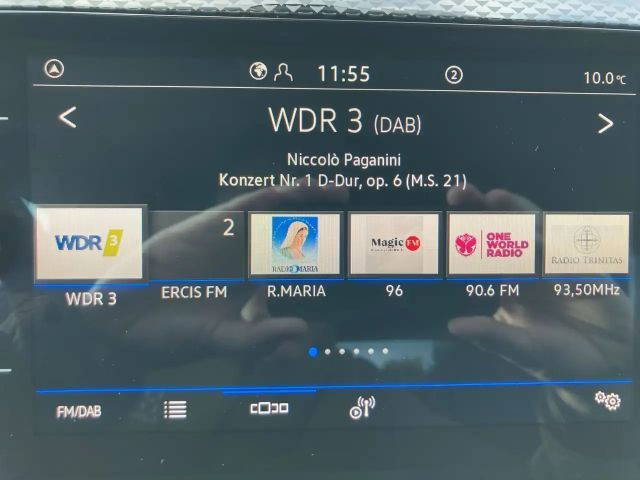 11:55
2
10.0°C
<
WDR 3 (DAB)
>
Niccolò Paganini
Konzert Nr. 1 D-Dur, op. 6 (M.S. 21)
WDR 3
2
RADIO MARIA
Magic FM
ONE
WORLD
RADIO
RADIO TRINITAS
WDR 3
ERCIS FM
R.MARIA
96
90.6 FM
93,50MHz
FM/DAB